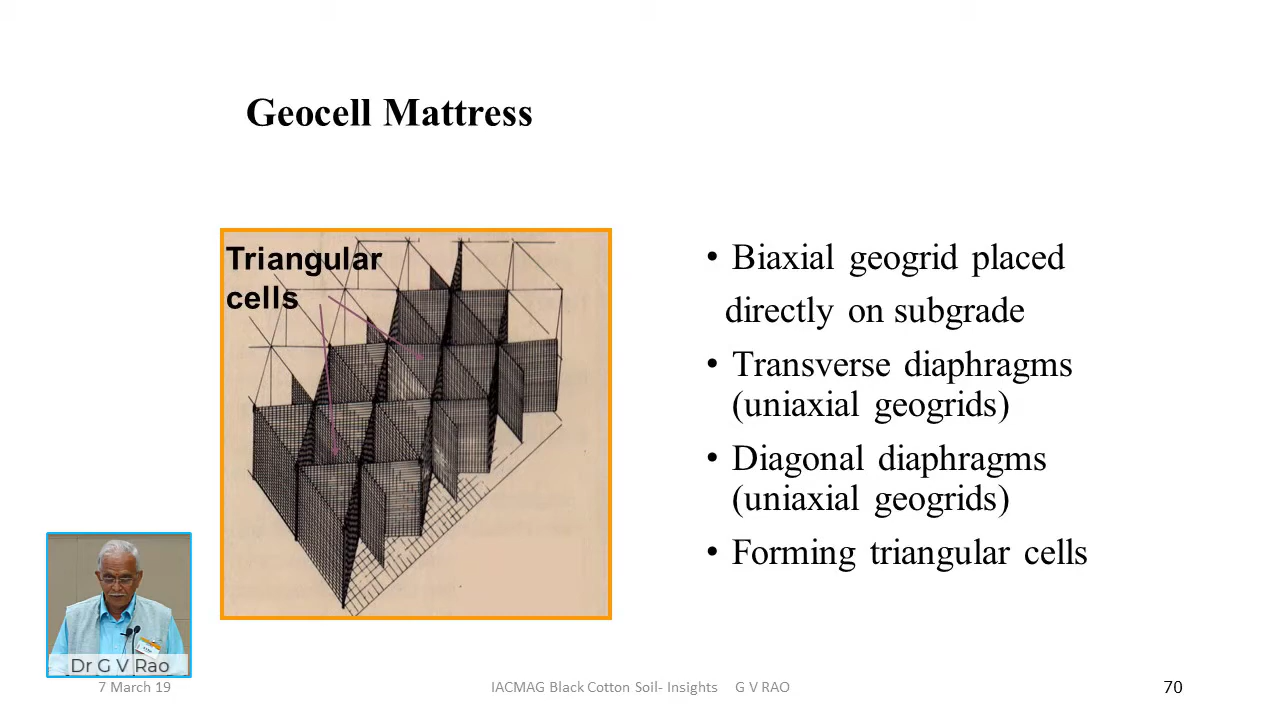 Geocell Mattress
Triangular
cells
• Biaxial geogrid placed
directly on subgrade
• Transverse diaphragms
(uniaxial geogrids)
• Diagonal diaphragms
(uniaxial geogrids)
• Forming triangular cells
Dr G V Rao
7 March 19
IACMAG Black Cotton Soil- Insights G V RAO
70